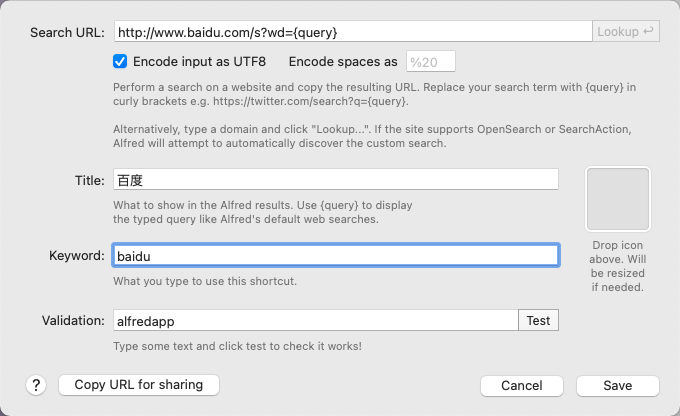 Search URL: http://www.baidu.com/s?wd={query} Lookup ↩
Encode input as UTF8 Encode spaces as %20
Perform a search on a website and copy the resulting URL. Replace your search term with {query} in
curly brackets e.g. https://twitter.com/search?q={query}.
Alternatively, type a domain and click "Lookup...". If the site supports OpenSearch or SearchAction,
Alfred will attempt to automatically discover the custom search.
Title: 百度
What to show in the Alfred results. Use {query} to display
the typed query like Alfred's default web searches.
Keyword: baidu
Drop icon
above. Will
be resized
if needed.
What you type to use this shortcut.
Validation: alfredapp Test
Type some text and click test to check it works!
? Copy URL for sharing Cancel Save